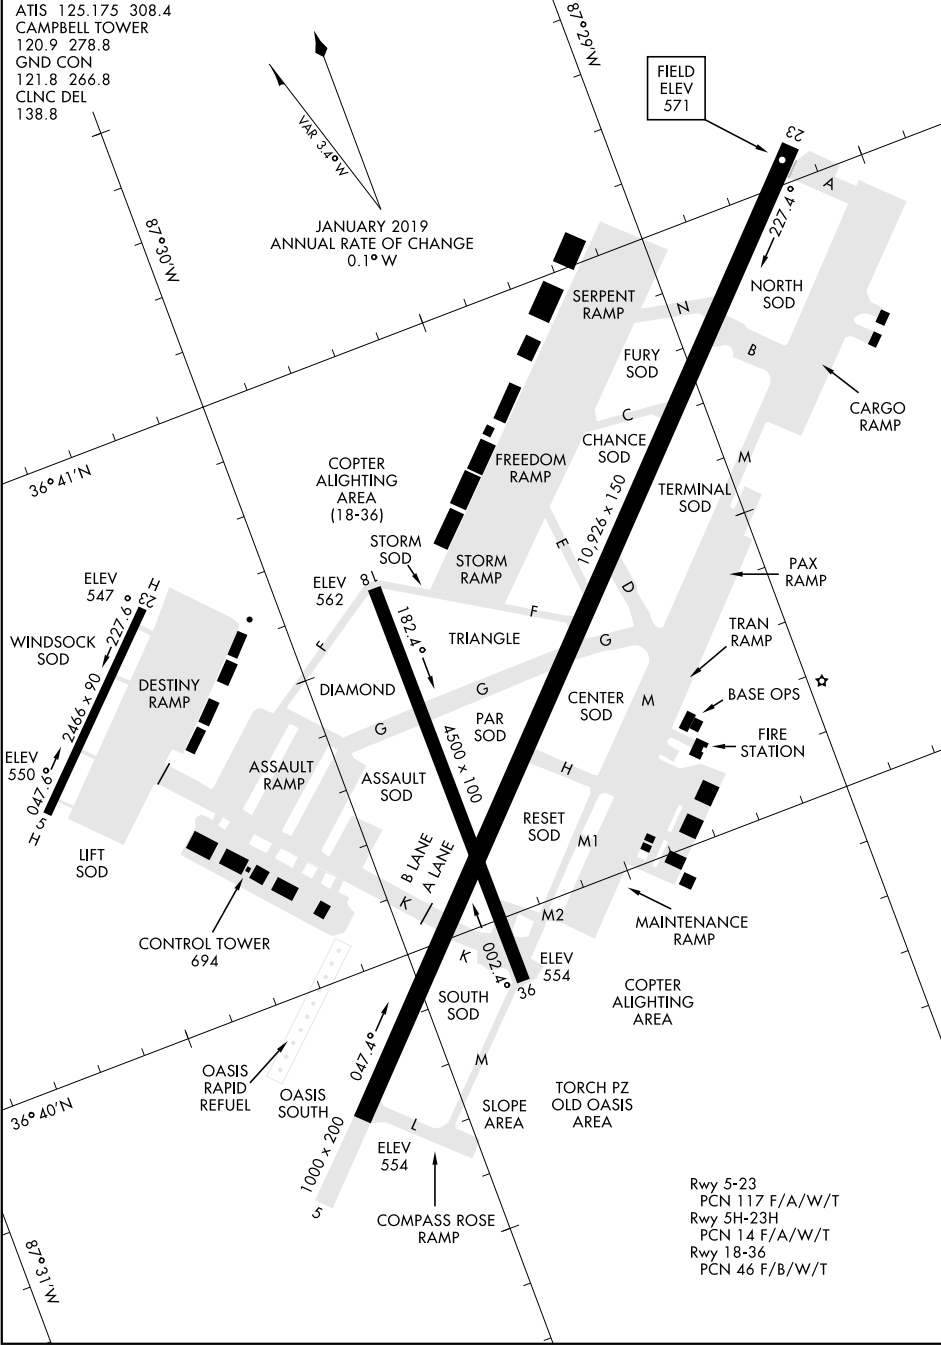 ATIS 125.175 308.4
CAMPBELL TOWER
120.9 278.8
GND CON
121.8 266.8
CLNC DEL
138.8
87°29'W
FIELD
ELEV
571
VAR 3.4°W
JANUARY 2019
ANNUAL RATE OF CHANGE
0.1°W
87°30'W
23
A
227.4°
NORTH
SOD
SERPENT
RAMP
N
B
FURY
SOD
CARGO
RAMP
C
CHANCE
SOD
M
36°41'N
COPTER
ALIGHTING
AREA
(18-36)
FREEDOM
RAMP
10,926 x 150
TERMINAL
SOD
STORM
SOD
STORM
RAMP
E
D
PAX
RAMP
ELEV
547
H
23
227.6°
ELEV
562
18
182.4°
F
F
TRIANGLE
G
TRAN
RAMP
WINDSOCK
SOD
2466 x 90
DESTINY
RAMP
DIAMOND
G
G
PAR
SOD
CENTER
SOD
M
BASE OPS
FIRE
STATION
ELEV
550
047.6°
5
H
ASSAULT
RAMP
ASSAULT
SOD
4500 x 100
H
RESET
SOD
M1
LIFT
SOD
B LANE
A LANE
K
M2
MAINTENANCE
RAMP
CONTROL TOWER
694
K
002.4°
ELEV
554
36
COPTER
ALIGHTING
AREA
SOUTH
SOD
047.4°
M
OASIS
RAPID
REFUEL
OASIS
SOUTH
SLOPE
AREA
TORCH PZ
OLD OASIS
AREA
36°40'N
L
1000 x 200
ELEV
554
5
COMPASS ROSE
RAMP
87°31'W
Rwy 5-23
PCN 117 F/A/W/T
Rwy 5H-23H
PCN 14 F/A/W/T
Rwy 18-36
PCN 46 F/B/W/T